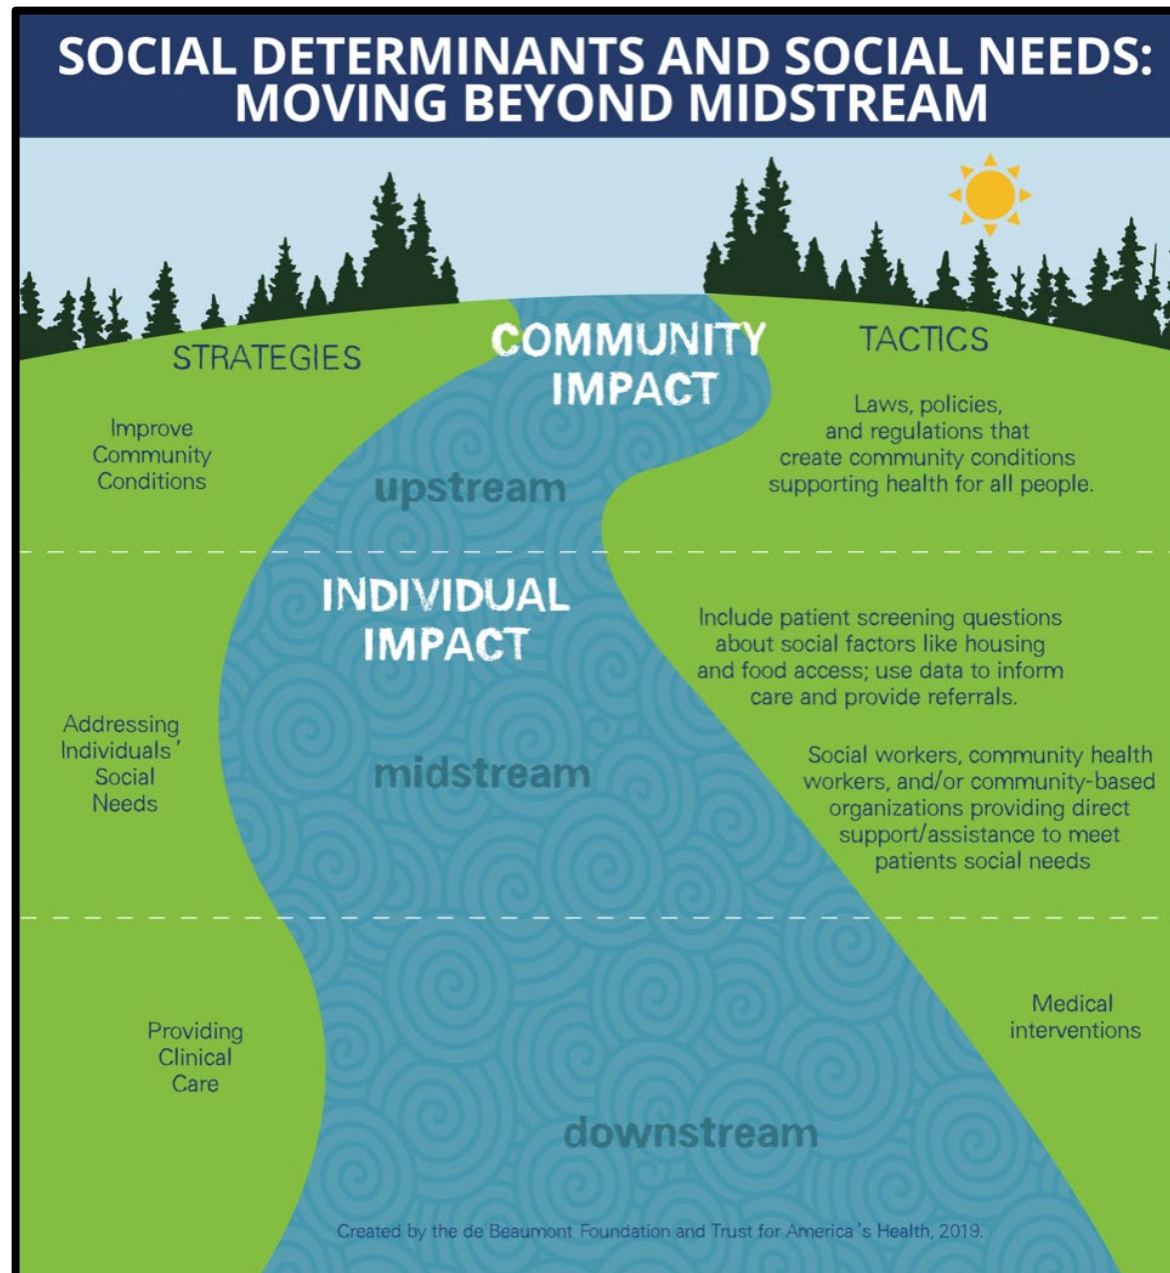 SOCIAL DETERMINANTS AND SOCIAL NEEDS:
MOVING BEYOND MIDSTREAM
STRATEGIES
COMMUNITY
IMPACT
TACTICS
Improve
Community
Conditions
upstream
Laws, policies,
and regulations that
create community conditions
supporting health for all people.
INDIVIDUAL
IMPACT
Addressing
Individuals'
Social
Needs
midstream
Include patient screening questions
about social factors like housing
and food access; use data to inform
care and provide referrals.
Social workers, community health
workers, and/or community-based
organizations providing direct
support/assistance to meet
patients social needs
Providing
Clinical
Care
downstream
Medical
interventions
Created by the de Beaumont Foundation and Trust for America's Health, 2019.